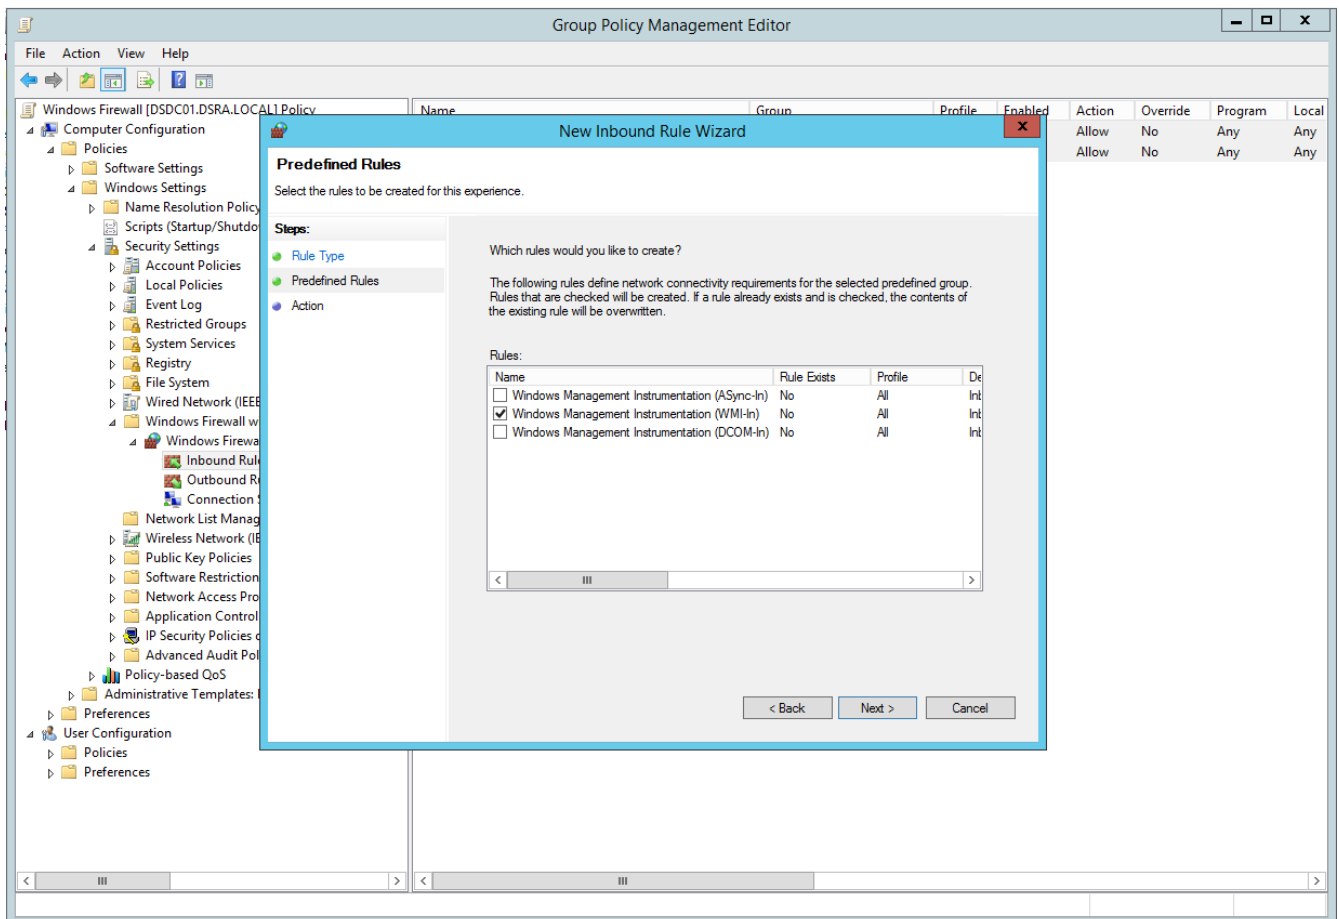 Group Policy Management Editor
File Action View Help
Windows Firewall [DSDC01.DSRA.LOCAL] Policy
Computer Configuration
Policies
Software Settings
Windows Settings
Name Resolution Policy
Scripts (Startup/Shutdo
Security Settings
Account Policies
Local Policies
Event Log
Restricted Groups
System Services
Registry
File System
Wired Network (IEEE
Windows Firewall w
Windows Firewa
Inbound Rule
Outbound R
Connection S
Network List Manag
Wireless Network (IE
Public Key Policies
Software Restriction
Network Access Pro
Application Control
IP Security Policies o
Advanced Audit Pol
Policy-based QoS
Administrative Templates:
Preferences
User Configuration
Policies
Preferences
Name Group Profile Enabled Action Override Program Local
Allow No Any Any
Allow No Any Any
New Inbound Rule Wizard
Predefined Rules
Select the rules to be created for this experience.
Steps:
Rule Type
Predefined Rules
Action
Which rules would you like to create?
The following rules define network connectivity requirements for the selected predefined group.
Rules that are checked will be created. If a rule already exists and is checked, the contents of
the existing rule will be overwritten.
Rules:
Name Rule Exists Profile De
Windows Management Instrumentation (ASync-In) No All Int
Windows Management Instrumentation (WMI-In) No All Int
Windows Management Instrumentation (DCOM-In) No All Int
< Back Next > Cancel